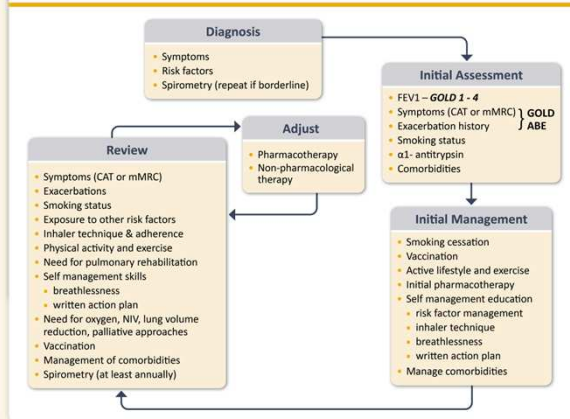 Diagnosis
• Symptoms
• Risk factors
• Spirometry (repeat if borderline)
Initial Assessment
• FEV1 – GOLD 1 - 4
• Symptoms (CAT or mMRC)
• Exacerbation history
GOLD
ABE
• Smoking status
• α1- antitrypsin
• Comorbidities
Adjust
• Pharmacotherapy
• Non-pharmacological
therapy
Review
• Symptoms (CAT or mMRC)
• Exacerbations
• Smoking status
• Exposure to other risk factors
• Inhaler technique & adherence
• Physical activity and exercise
• Need for pulmonary rehabilitation
• Self management skills
• breathlessness
• written action plan
• Need for oxygen, NIV, lung volume
reduction, palliative approaches
• Vaccination
• Management of comorbidities
• Spirometry (at least annually)
Initial Management
• Smoking cessation
• Vaccination
• Active lifestyle and exercise
• Initial pharmacotherapy
• Self management education
• risk factor management
• inhaler technique
• breathlessness
• written action plan
• Manage comorbidities